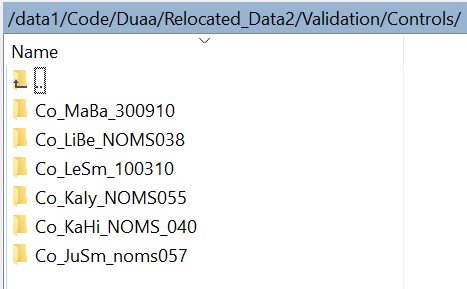 /data1/Code/Duaa/Relocated_Data2/Validation/Controls/
Name
..
Co_MaBa_300910
Co_LiBe_NOMS038
Co_LeSm_100310
Co_Kaly_NOMS055
Co_KaHi_NOMS_040
Co_JuSm_noms057